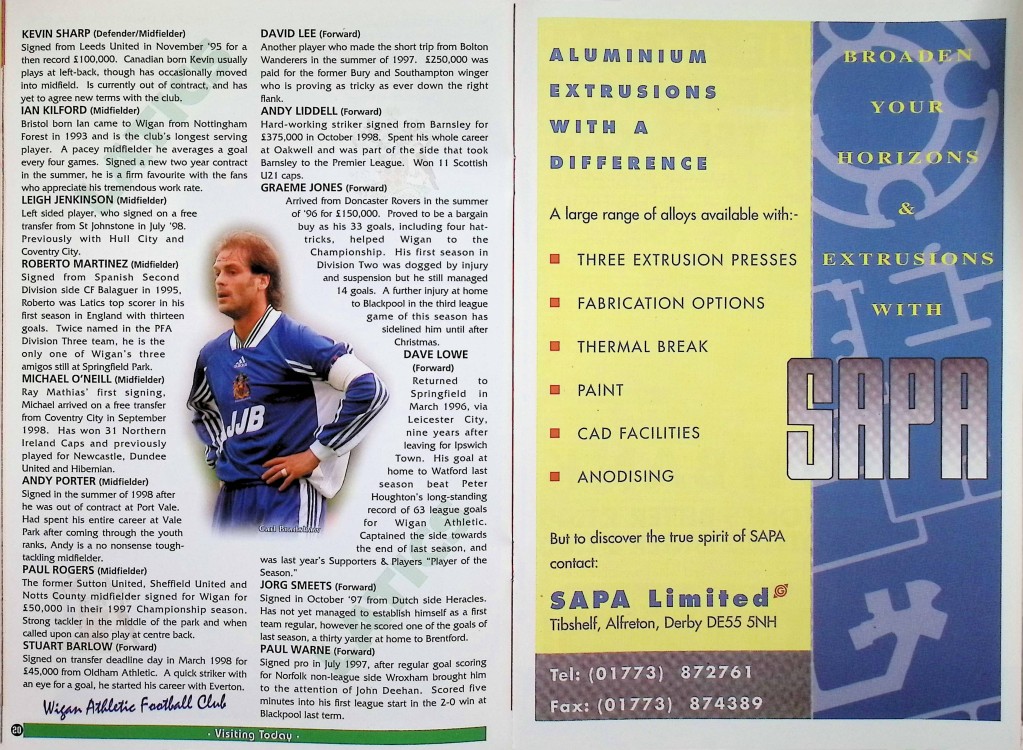 KEVIN SHARP (Defender/Midfielder)
Signed from Leeds United in November '95 for a
then record £100,000. Canadian born Kevin usually
plays at left-back, though has occasionally moved
into midfield. Is currently out of contract, and has
yet to agree new terms with the club.
IAN KILFORD (Midfielder)
Bristol born Ian came to Wigan from Nottingham
Forest in 1993 and is the club's longest serving
player. A pacey midfielder he averages a goal
every four games. Signed a new two year contract
in the summer, he is a firm favourite with the fans
who appreciate his tremendous work rate.
LEIGH JENKINSON (Midfielder)
Left sided player, who signed on a free
transfer from St Johnstone in July '98.
Previously with Hull City and
Coventry City.
ROBERTO MARTINEZ (Midfielder)
Signed from Spanish Second
Division side CF Balaguer in 1995,
Roberto was Latics top scorer in his
first season in England with thirteen
goals. Twice named in the PFA
Division Three team, he is the
only one of Wigan's three
amigos still at Springfield Park.
MICHAEL O'NEILL (Midfielder)
Ray Mathias' first signing,
Michael arrived on a free transfer
from Coventry City in September
1998. Has won 31 Northern
Ireland Caps and previously
played for Newcastle, Dundee
United and Hibernian.
ANDY PORTER (Midfielder)
Signed in the summer of 1998 after
he was out of contract at Port Vale.
Had spent his entire career at Vale
Park after coming through the youth
ranks, Andy is a no nonsense tough-
tackling midfielder.
PAUL ROGERS (Midfielder)
The former Sutton United, Sheffield United and
Notts County midfielder signed for Wigan for
£50,000 in their 1997 Championship season.
Strong tackler in the middle of the park and when
called upon can also play at centre back.
STUART BARLOW (Forward)
Signed on transfer deadline day in March 1998 for
£45,000 from Oldham Athletic. A quick striker with
an eye for a goal, he started his career with Everton.
Wigan Athletic Football Club
20
DAVID LEE (Forward)
Another player who made the short trip from Bolton
Wanderers in the summer of 1997. £250,000 was
paid for the former Bury and Southampton winger
who is proving as tricky as ever down the right
flank.
ANDY LIDDELL (Forward)
Hard-working striker signed from Barnsley for
£375,000 in October 1998. Spent his whole career
at Oakwell and was part of the side that took
Barnsley to the Premier League. Won 11 Scottish
U21 caps.
GRAEME JONES (Forward)
Arrived from Doncaster Rovers in the summer
of '96 for £150,000. Proved to be a bargain
buy as his 33 goals, including four hat-
tricks, helped Wigan to the
Championship. His first season in
Division Two was dogged by injury
and suspension but he still managed
14 goals. A further injury at home
to Blackpool in the third league
game of this season has
sidelined him until after
Christmas.
DAVE LOWE
(Forward)
Returned to
Springfield in
March 1996, via
Leicester City,
nine years after
leaving for Ipswich
Town. His goal at
home to Watford last
season beat Peter
Houghton's long-standing
record of 63 league goals
for Wigan Athletic.
Captained the side towards
the end of last season, and
was last year's Supporters & Players "Player of the
Season."
JORG SMEETS (Forward)
Signed in October '97 from Dutch side Heracles.
Has not yet managed to establish himself as a first
team regular, however he scored one of the goals of
last season, a thirty yarder at home to Brentford.
PAUL WARNE (Forward)
Signed pro in July 1997, after regular goal scoring
for Norfolk non-league side Wroxham brought him
to the attention of John Deehan. Scored five
minutes into his first league start in the 2-0 win at
Blackpool last term.
adidas
JJB
· Visiting Today ·
ALUMINIUM
EXTRUSIONS
WITH A
DIFFERENCE
A large range of alloys available with:-
THREE EXTRUSION PRESSES
FABRICATION OPTIONS
THERMAL BREAK
PAINT
CAD FACILITIES
ANODISING
But to discover the true spirit of SAPA
contact:
SAPA Limited
Tibshelf, Alfreton, Derby DE55 5NH
Tel: (01773) 872761
Fax: (01773) 874389
BROADEN
YOUR
HORIZONS
&
EXTRUSIONS
WITH
SAPA